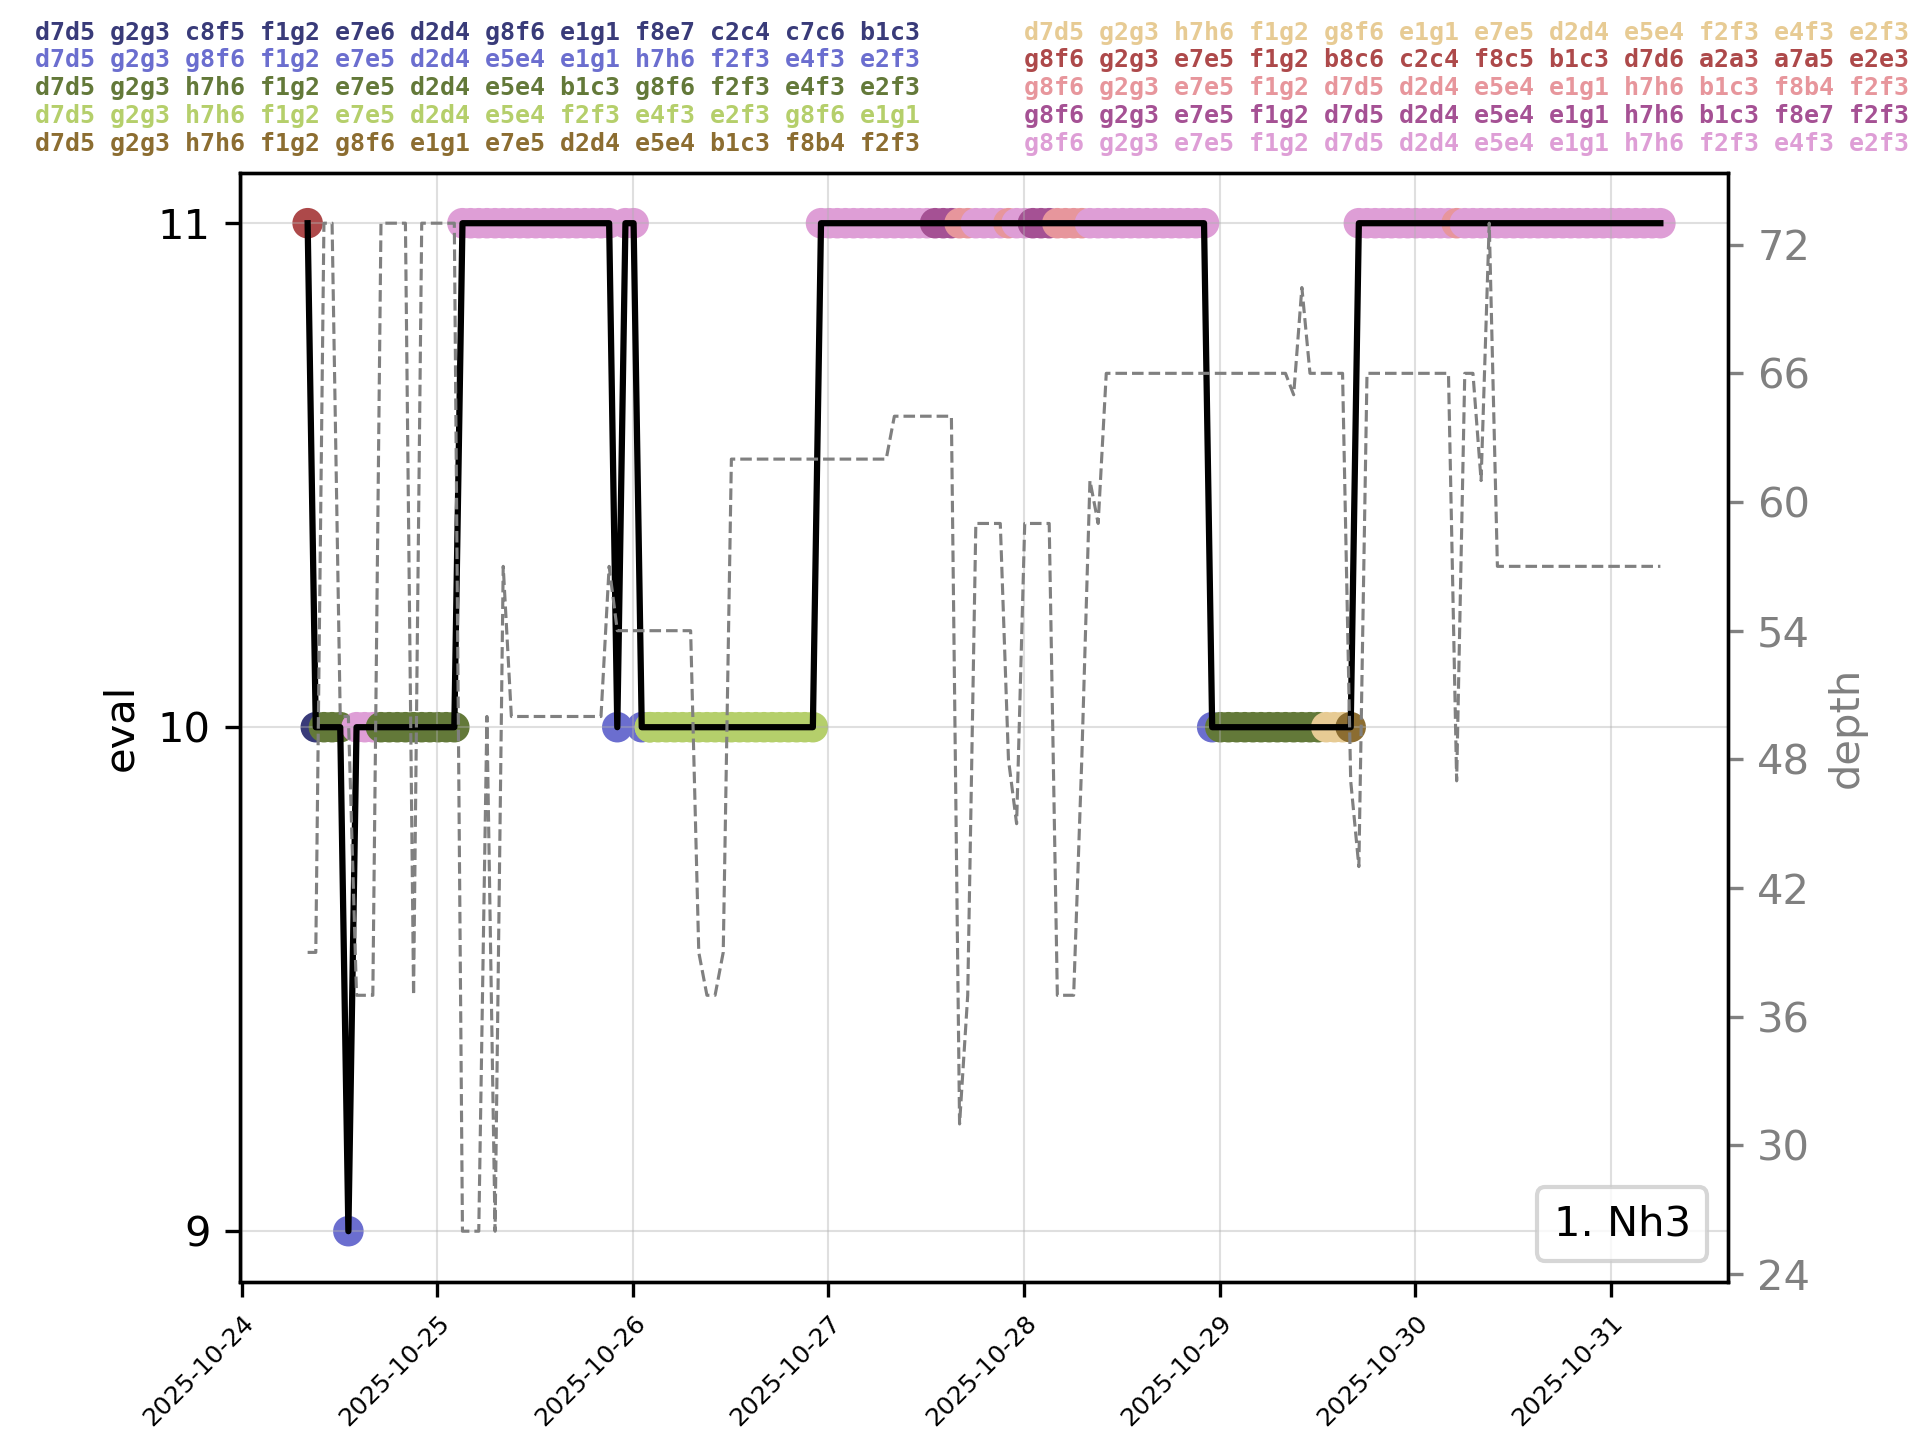 d7d5 g2g3 c8f5 f1g2 e7e6 d2d4 g8f6 e1g1 f8e7 c2c4 c7c6 b1c3
d7d5 g2g3 g8f6 f1g2 e7e5 d2d4 e5e4 e1g1 h7h6 f2f3 e4f3 e2f3
d7d5 g2g3 h7h6 f1g2 e7e5 d2d4 e5e4 b1c3 g8f6 f2f3 e4f3 e2f3
d7d5 g2g3 h7h6 f1g2 e7e5 d2d4 e5e4 f2f3 e4f3 e2f3 g8f6 e1g1
d7d5 g2g3 h7h6 f1g2 g8f6 e1g1 e7e5 d2d4 e5e4 b1c3 f8b4 f2f3
d7d5 g2g3 h7h6 f1g2 g8f6 e1g1 e7e5 d2d4 e5e4 f2f3 e4f3 e2f3
g8f6 g2g3 e7e5 f1g2 b8c6 c2c4 f8c5 b1c3 d7d6 a2a3 a7a5 e2e3
g8f6 g2g3 e7e5 f1g2 d7d5 d2d4 e5e4 e1g1 h7h6 b1c3 f8b4 f2f3
g8f6 g2g3 e7e5 f1g2 d7d5 d2d4 e5e4 e1g1 h7h6 b1c3 f8e7 f2f3
g8f6 g2g3 e7e5 f1g2 d7d5 d2d4 e5e4 e1g1 h7h6 f2f3 e4f3 e2f3
11
10
9
eval
72
66
60
54
48
42
36
30
24
depth
1. Nh3
2025-10-24
2025-10-25
2025-10-26
2025-10-27
2025-10-28
2025-10-29
2025-10-30
2025-10-31